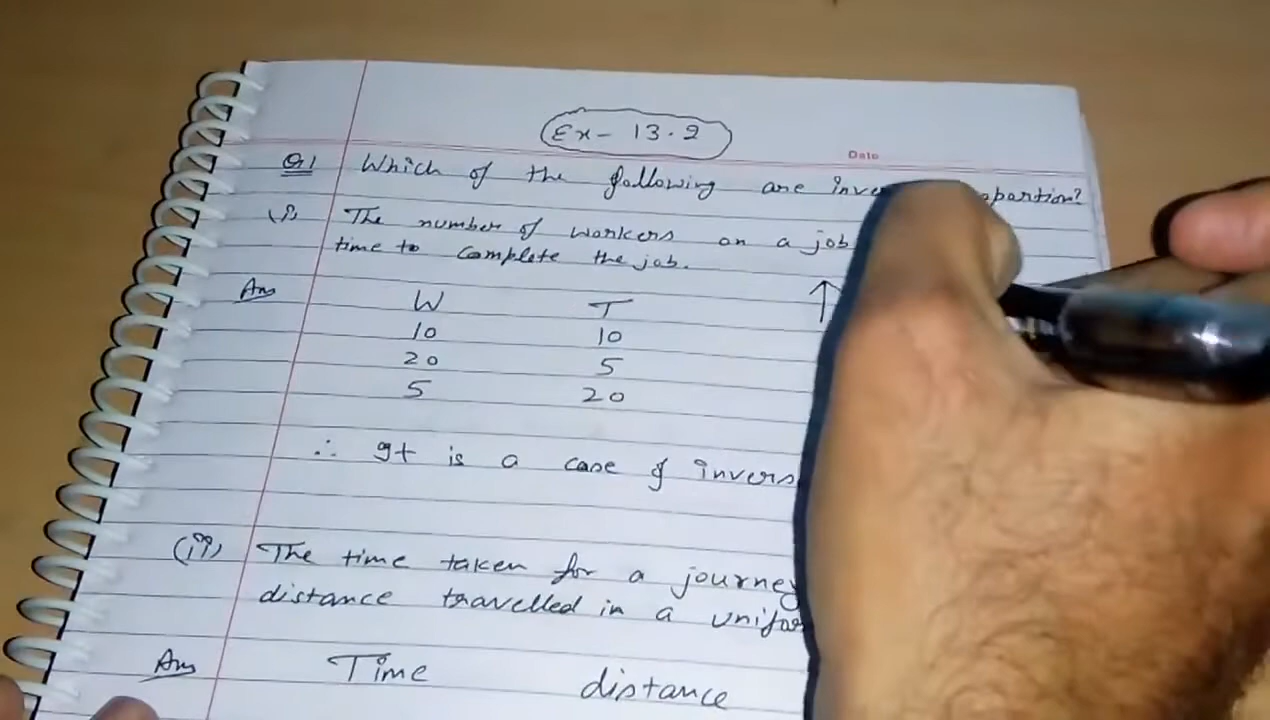 Ex- 13.2
Date
Q1 Which of the following are
(i) The number of workers on a job
time to complete the job.
Ans W T
10 10
20 5
5 20
∴ It is a case of invers
(ii) The time taken for a journey
distance travelled in a
Ans Time distance